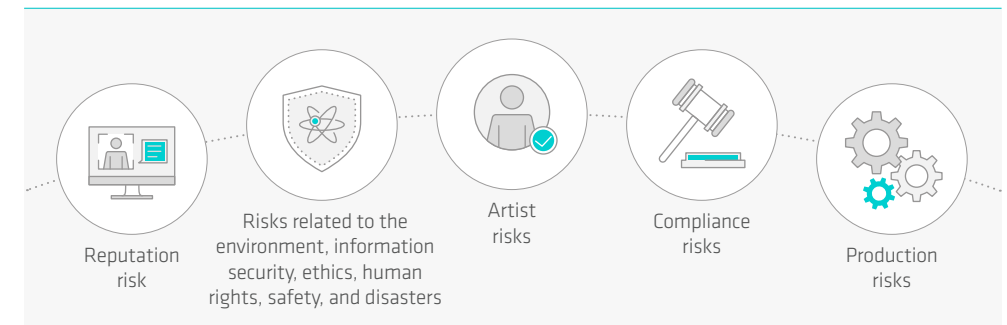 Reputation
risk
Risks related to the
environment, information
security, ethics, human
rights, safety, and disasters
Artist
risks
Compliance
risks
Production
risks